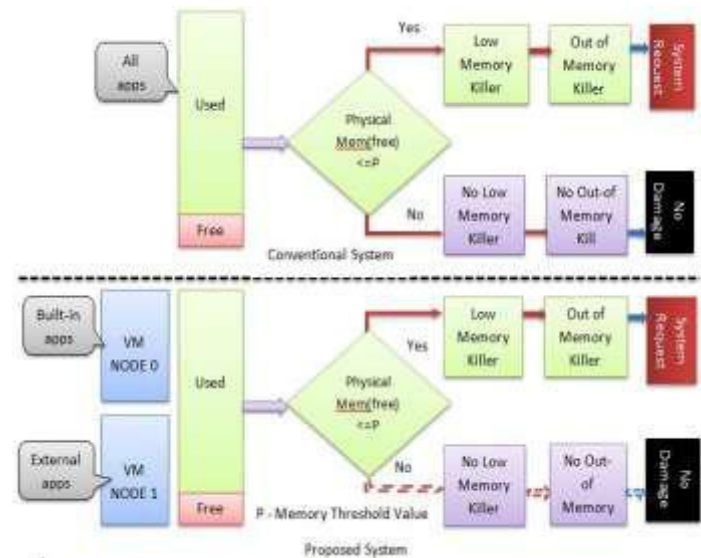 All
apps
Used
Free
Physical
Mem(free)
<=P
Yes
Low
Memory
Killer
Out of
Memory
Killer
System
Request
No
No Low
Memory
Killer
No Out-of
Memory
Kill
No
Damage
Conventional System
Built-in
apps
VM
NODE 0
External
apps
VM
NODE 1
Used
Free
Physical
Mem(free)
<=P
Yes
Low
Memory
Killer
Out of
Memory
Killer
System
Request
No
No Low
Memory
Killer
No Out-
of
Memory
No
Damage
P - Memory Threshold Value
Proposed System